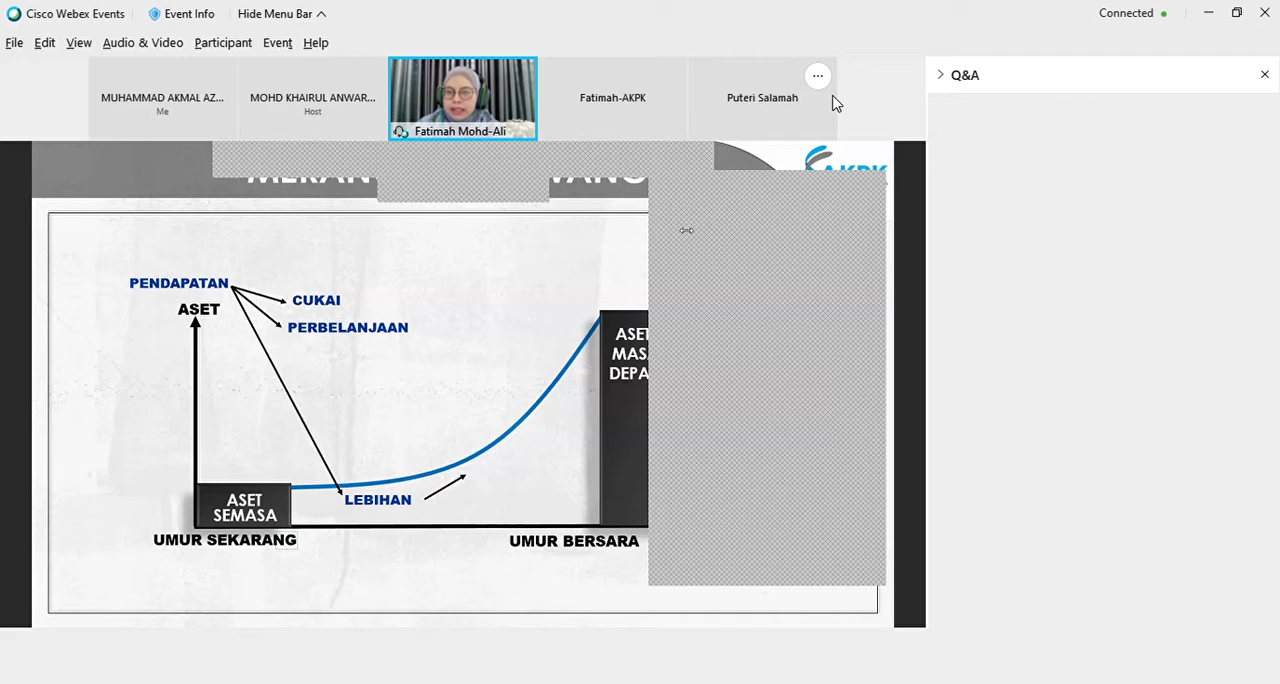 Cisco Webex Events
Event Info
Hide Menu Bar
Connected
File Edit View Audio & Video Participant Event Help
MUHAMMAD AKMAL AZ...
Me
MOHD KHAIRUL ANWAR...
Host
Fatimah Mohd-Ali
Fatimah-AKPK
Puteri Salamah
Q&A
AKPK
PENDAPATAN
ASET
CUKAI
PERBELANJAAN
ASET
SEMASA
LEBIHAN
UMUR SEKARANG
UMUR BERSARA